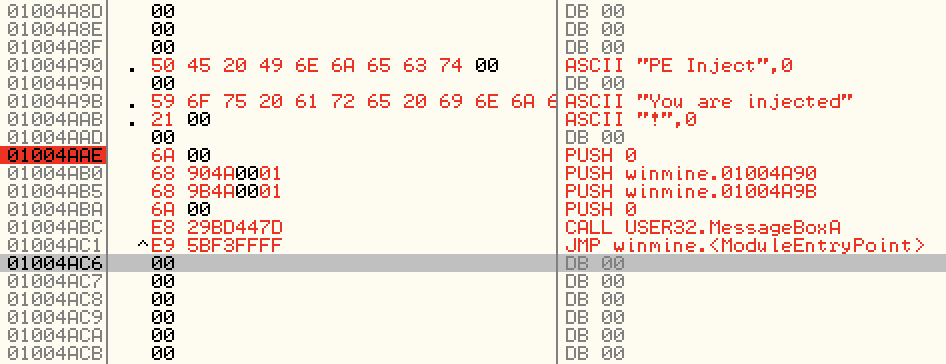 01004A8D 00 DB 00
01004A8E 00 DB 00
01004A8F 00 DB 00
01004A90 . 50 45 20 49 6E 6A 65 63 74 00 ASCII "PE Inject",0
01004A9A 00 DB 00
01004A9B . 59 6F 75 20 61 72 65 20 69 6E 6A 6 ASCII "You are injected"
01004AAB . 21 00 ASCII "!",0
01004AAD 00 DB 00
01004AAE 6A 00 PUSH 0
01004AB0 68 904A0001 PUSH winmine.01004A90
01004AB5 68 9B4A0001 PUSH winmine.01004A9B
01004ABA 6A 00 PUSH 0
01004ABC E8 29BD447D CALL USER32.MessageBoxA
01004AC1 ^E9 5BF3FFFF JMP winmine.<ModuleEntryPoint>
01004AC6 00 DB 00
01004AC7 00 DB 00
01004AC8 00 DB 00
01004AC9 00 DB 00
01004ACA 00 DB 00
01004ACB 00 DB 00